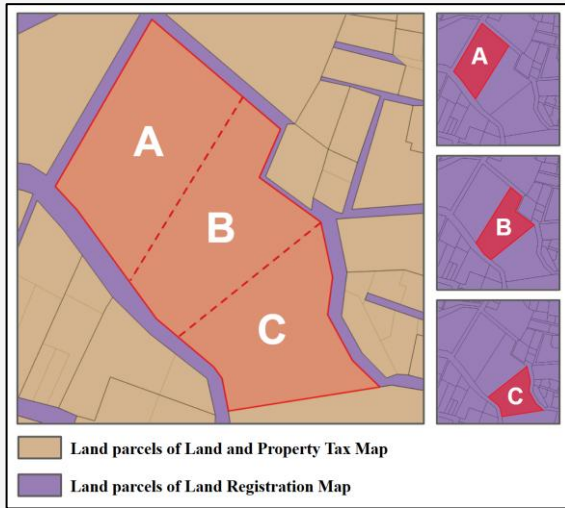 A
B
C
A
B
C
Land parcels of Land and Property Tax Map
Land parcels of Land Registration Map